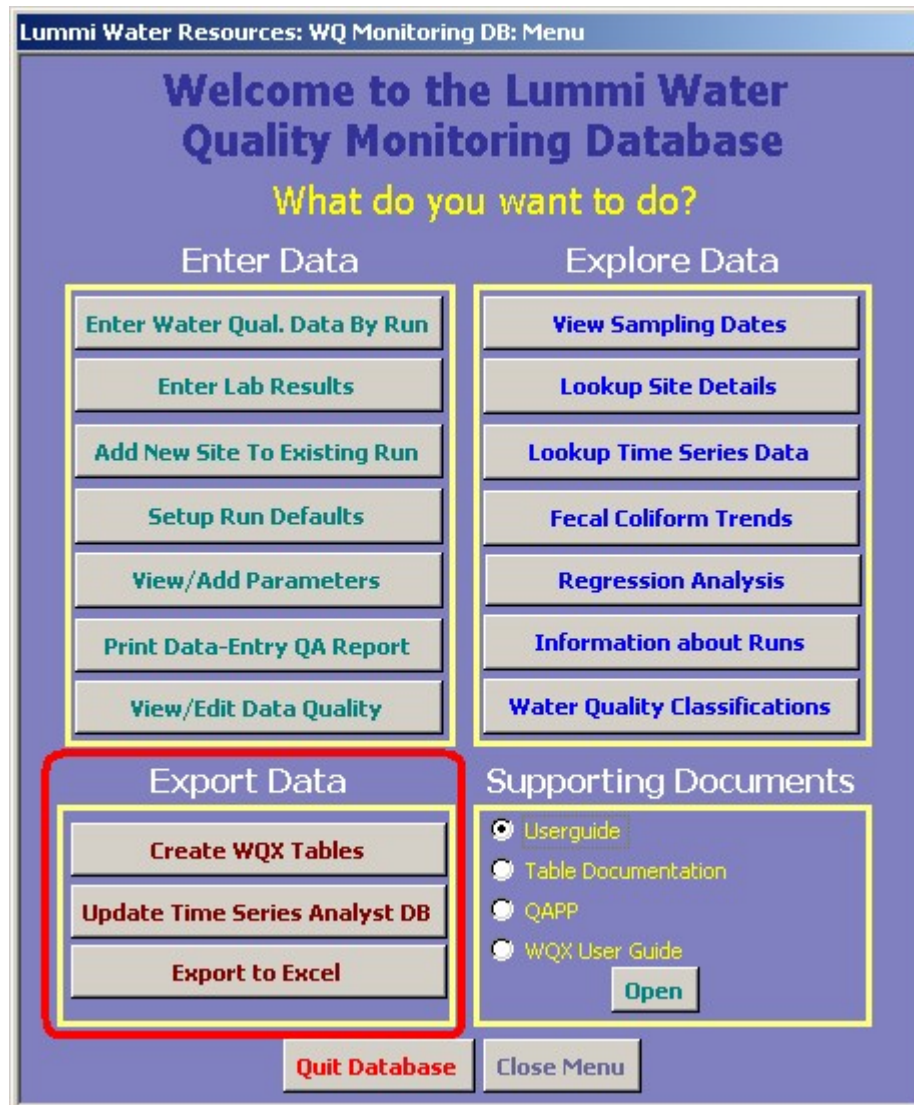 Lummi Water Resources: WQ Monitoring DB: Menu
Welcome to the Lummi Water
Quality Monitoring Database
What do you want to do?
Enter Data
Enter Water Qual. Data By Run
Enter Lab Results
Add New Site To Existing Run
Setup Run Defaults
View/Add Parameters
Print Data-Entry QA Report
View/Edit Data Quality
Explore Data
View Sampling Dates
Lookup Site Details
Lookup Time Series Data
Fecal Coliform Trends
Regression Analysis
Information about Runs
Water Quality Classifications
Export Data
Create WQX Tables
Update Time Series Analyst DB
Export to Excel
Supporting Documents
Userguide
Table Documentation
QAPP
WQX User Guide
Open
Quit Database
Close Menu